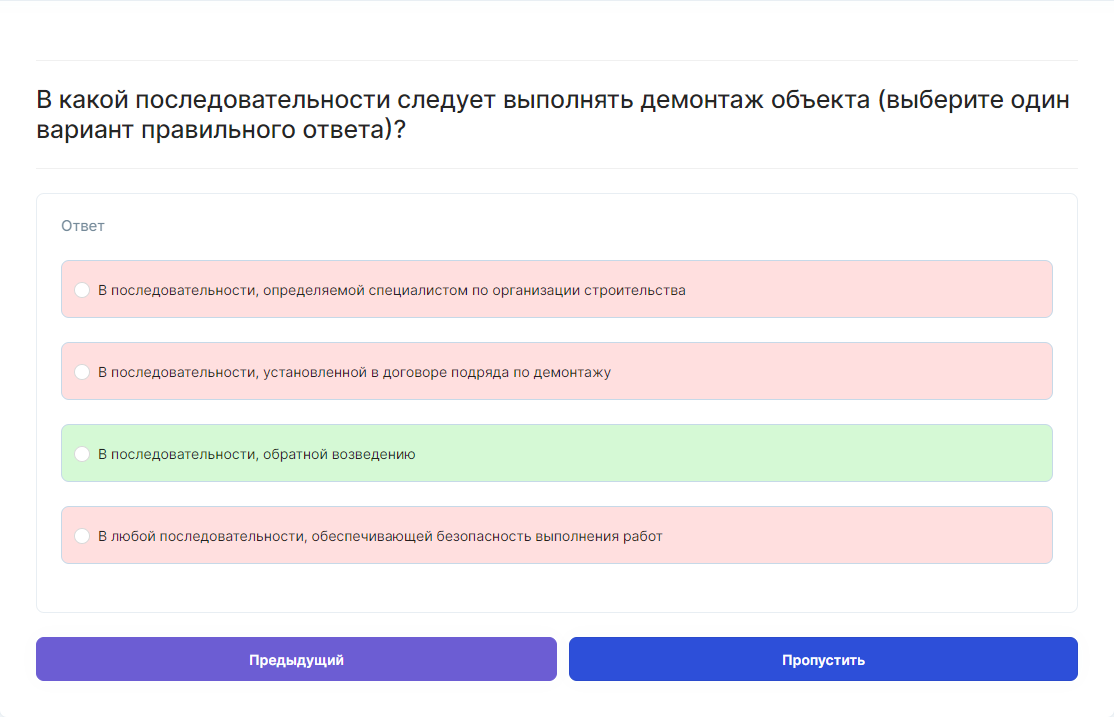 В какой последовательности следует выполнять демонтаж объекта (выберите один
вариант правильного ответа)?
Ответ
В последовательности, определяемой специалистом по организации строительства
В последовательности, установленной в договоре подряда по демонтажу
В последовательности, обратной возведению
В любой последовательности, обеспечивающей безопасность выполнения работ
Предыдущий
Пропустить